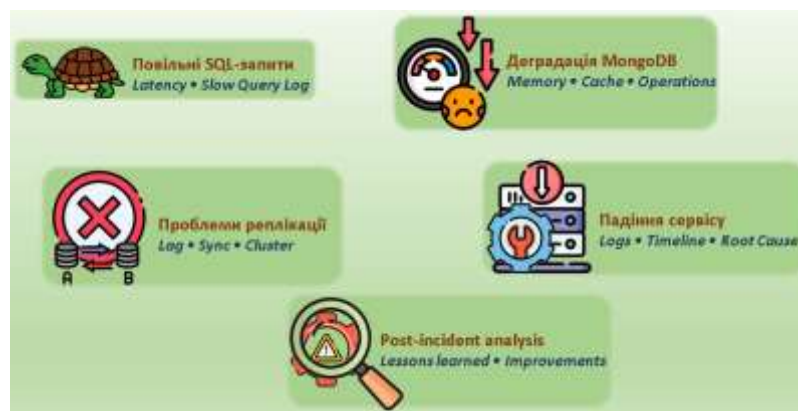 Повільні SQL-запити
Latency • Slow Query Log
Деградація MongoDB
Memory • Cache • Operations
Проблеми реплікації
Lag • Sync • Cluster
A B
Падіння сервісу
Logs • Timeline • Root Cause
Post-incident analysis
Lessons learned • Improvements